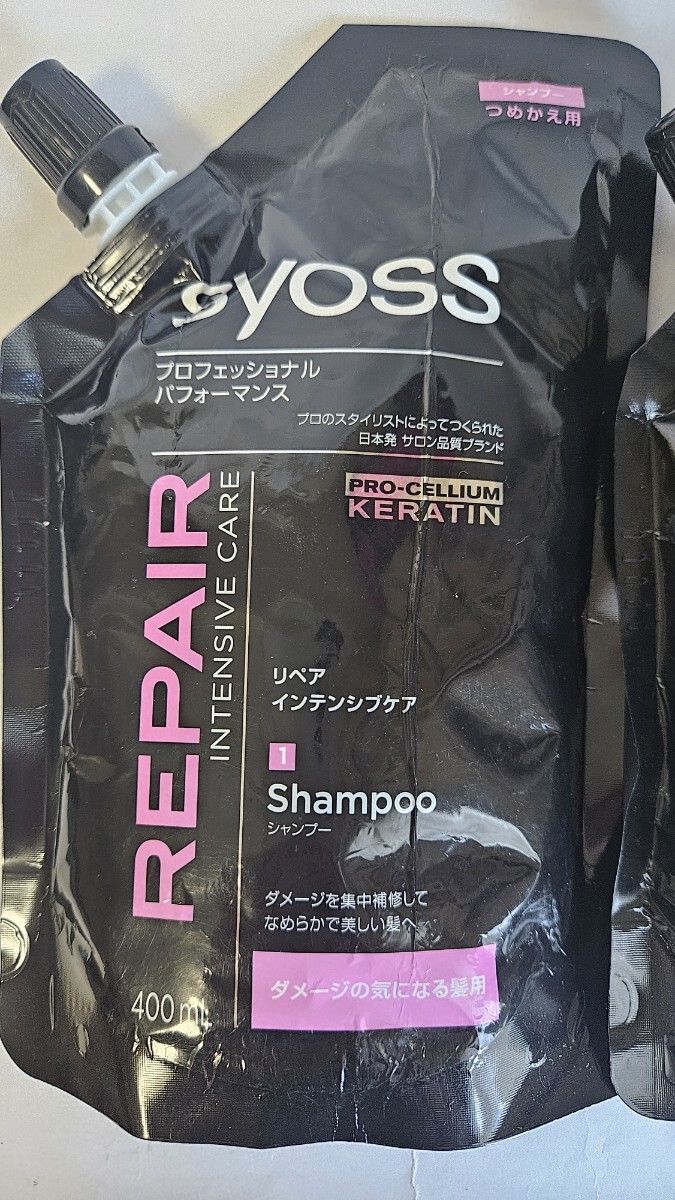 シャンプー
つめかえ用
syoss
プロフェッショナル
パフォーマンス
プロのスタイリストによってつくられた
日本発 サロン品質ブランド
PRO-CELLIUM
KERATIN
REPAIR
INTENSIVE CARE
リペア
インテンシブケア
1
Shampoo
シャンプー
ダメージを集中補修して
なめらかで美しい髪へ
ダメージの気になる髪用
400mL